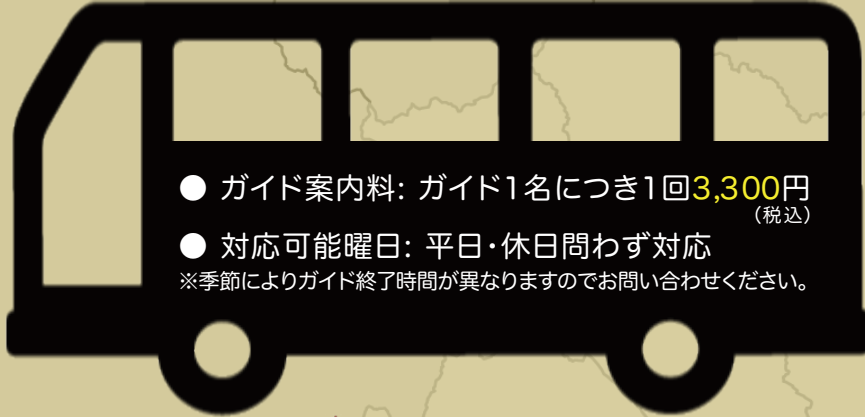 ● ガイド案内料: ガイド1名につき1回3,300円
(税込)
● 対応可能曜日: 平日・休日問わず対応
※季節によりガイド終了時間が異なりますのでお問い合わせください。